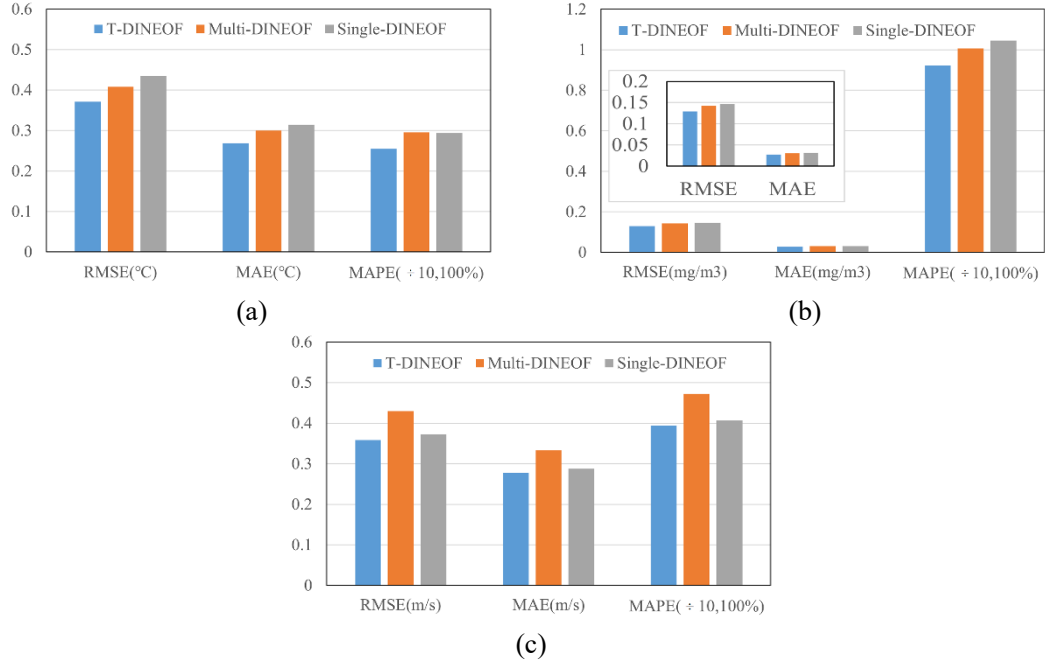 0.6
0.5
0.4
0.3
0.2
0.1
0
T-DINEOF Multi-DINEOF Single-DINEOF
RMSE(℃) MAE(℃) MAPE( ÷ 10,100%)
(a)
1.2
1
0.8
0.6
0.4
0.2
0
T-DINEOF Multi-DINEOF Single-DINEOF
0.2
0.15
0.1
0.05
0
RMSE MAE
RMSE(mg/m3) MAE(mg/m3) MAPE( ÷ 10,100%)
(b)
0.6
0.5
0.4
0.3
0.2
0.1
0
T-DINEOF Multi-DINEOF Single-DINEOF
RMSE(m/s) MAE(m/s) MAPE( ÷ 10,100%)
(c)